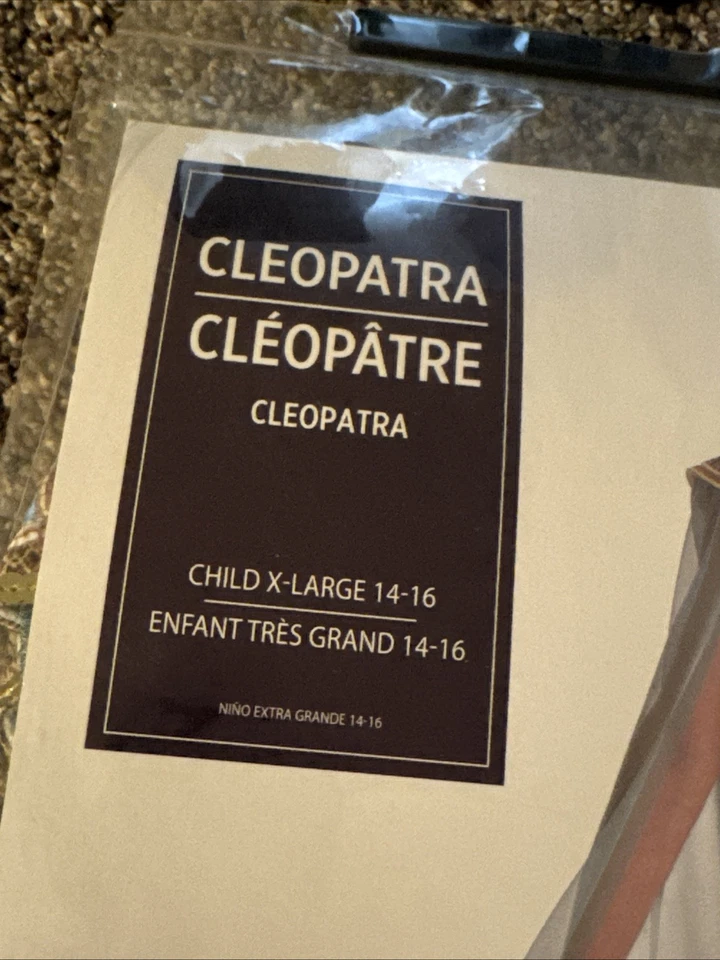 CLEOPATRA
CLÉOPÂTRE
CLEOPATRA
CHILD X-LARGE 14-16
ENFANT TRÈS GRAND 14-16
NIÑO EXTRA GRANDE 14-16